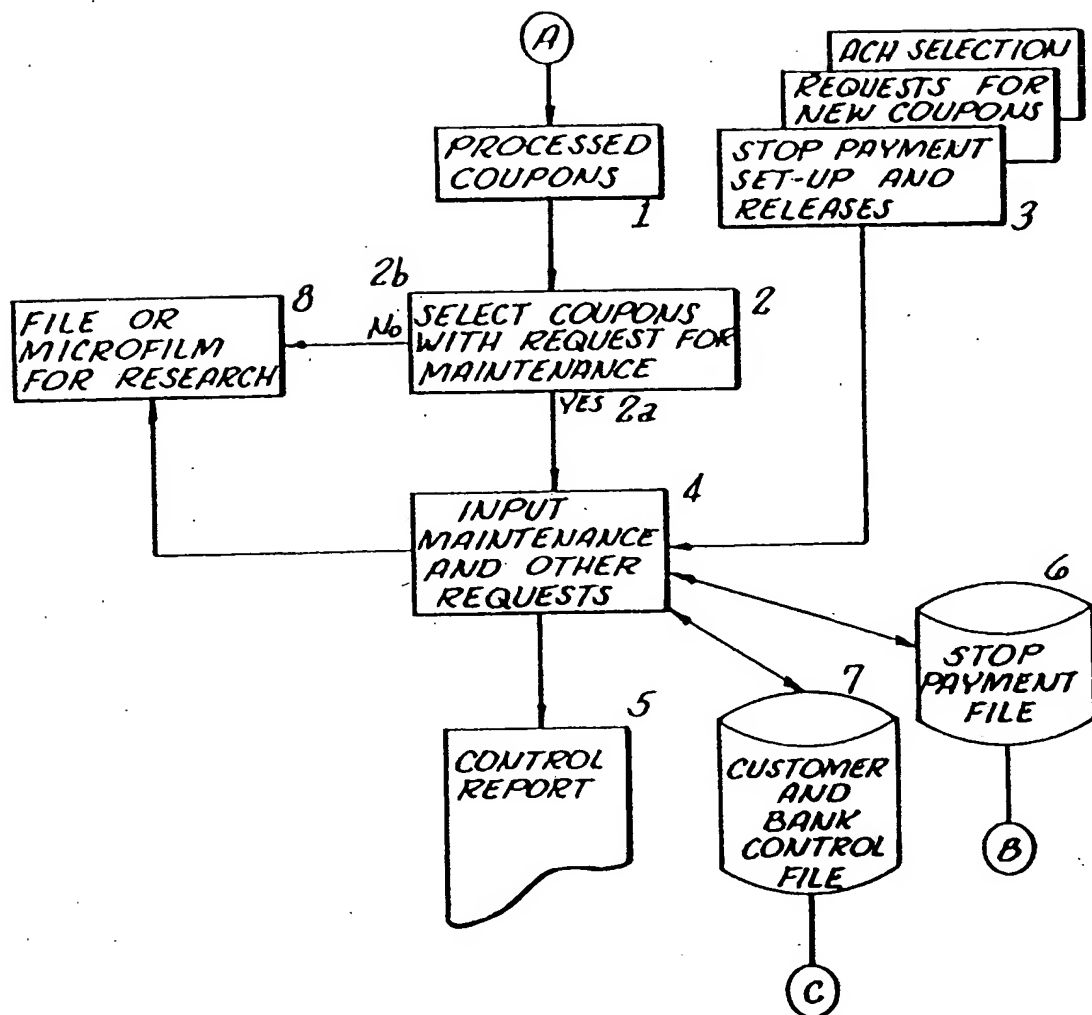 A
ACH SELECTION
REQUESTS FOR
NEW COUPONS
STOP PAYMENT
SET-UP AND
RELEASES
3
PROCESSED
COUPONS
1
2b
8
FILE OR
MICROFILM
FOR RESEARCH
No
2
SELECT COUPONS
WITH REQUEST FOR
MAINTENANCE
YES 2a
4
INPUT
MAINTENANCE
AND OTHER
REQUESTS
6
STOP
PAYMENT
FILE
5
CONTROL
REPORT
7
CUSTOMER
AND
BANK
CONTROL
FILE
B
C